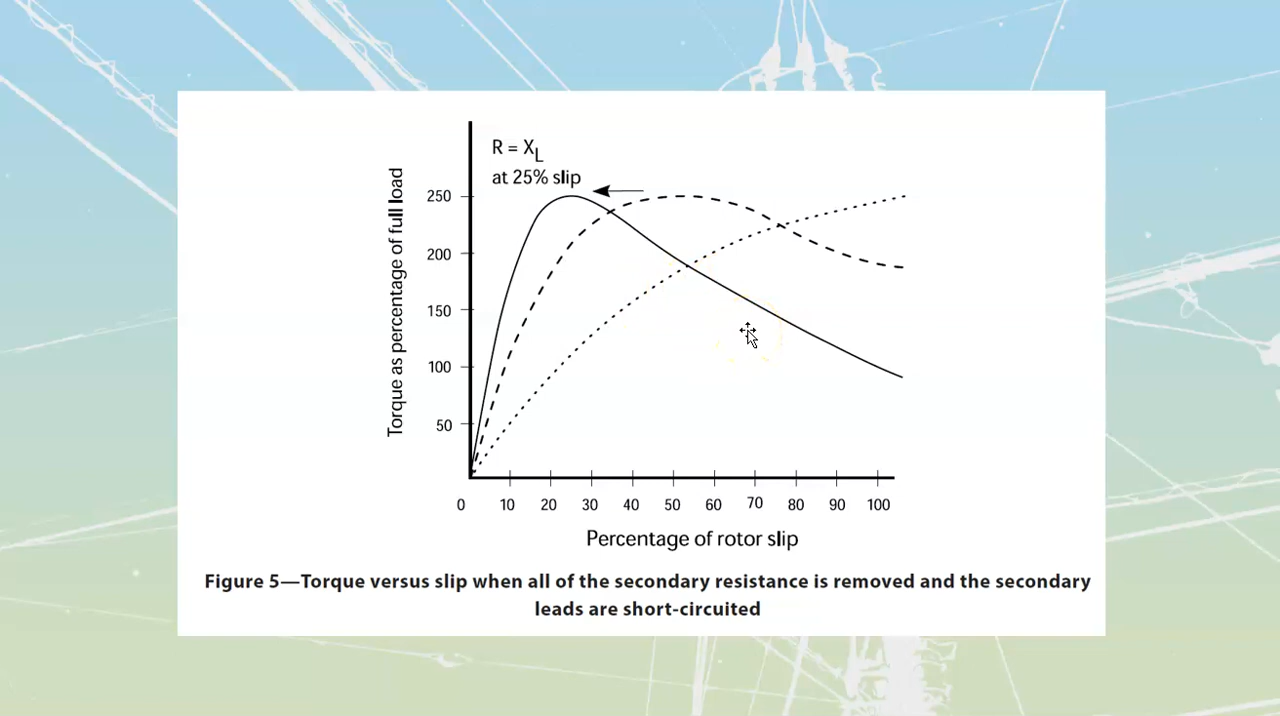 R = XL
at 25% slip
Torque as percentage of full load
250
200
150
100
50
0 10 20 30 40 50 60 70 80 90 100
Percentage of rotor slip
Figure 5—Torque versus slip when all of the secondary resistance is removed and the secondary
leads are short-circuited